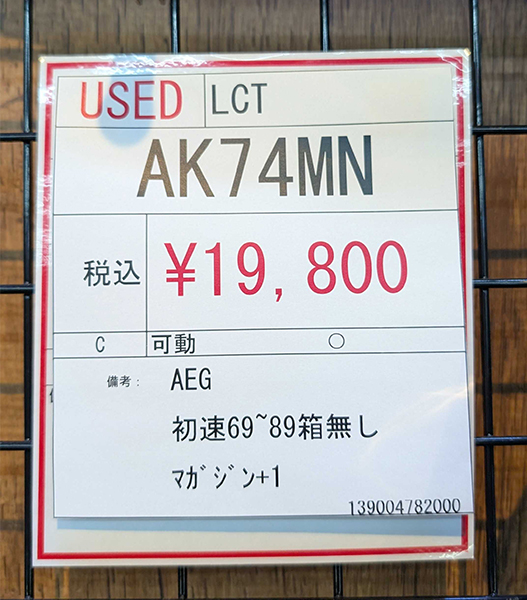 USED LCT
AK74MN
税込 ¥19,800
C 可動 ○
備考: AEG
初速69~89箱無し
ﾏｶﾞｼﾞﾝ+1
139004782000